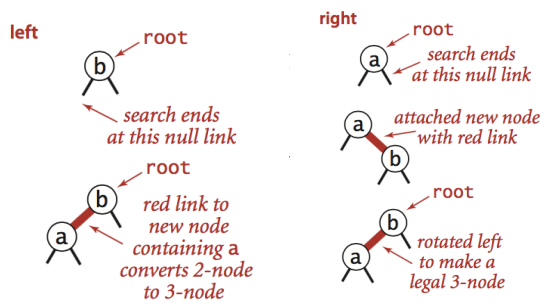 left
root
b
search ends
at this null link
root
b
red link to
new node
containing a
converts 2-node
to 3-node
a
right
root
a
search ends
at this null link
attached new node
with red link
a
b
root
b
rotated left
to make a
legal 3-node
a